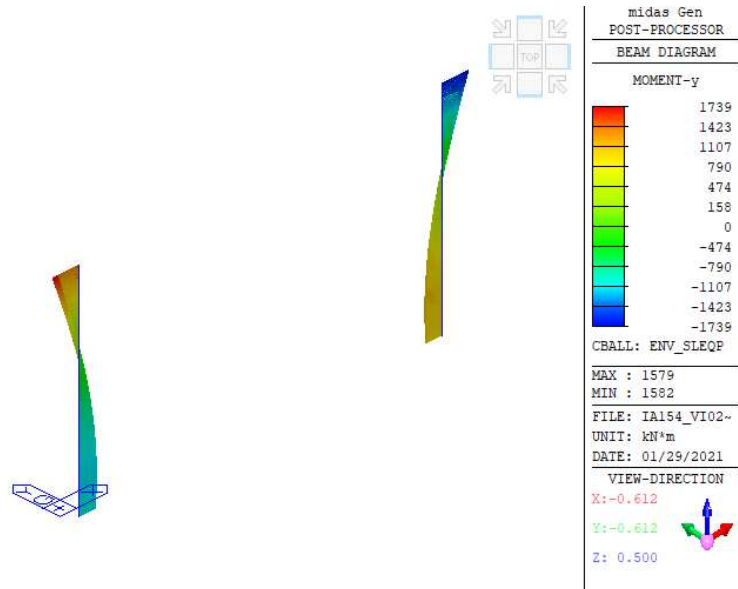 TOP
midas Gen
POST-PROCESSOR
BEAM DIAGRAM
MOMENT-y
1739
1423
1107
790
474
158
0
-474
-790
-1107
-1423
-1739
CBALL: ENV_SLEQP
MAX : 1579
MIN : 1582
FILE: IA154_VI02~
UNIT: kN*m
DATE: 01/29/2021
VIEW-DIRECTION
X:-0.612
Y:-0.612
Z: 0.500